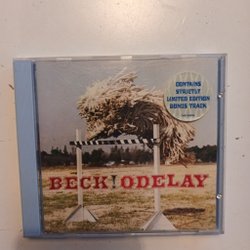 CONTAINS
STRICTLY
LIMITED EDITION
BONUS TRACK
BECK! ODELAY